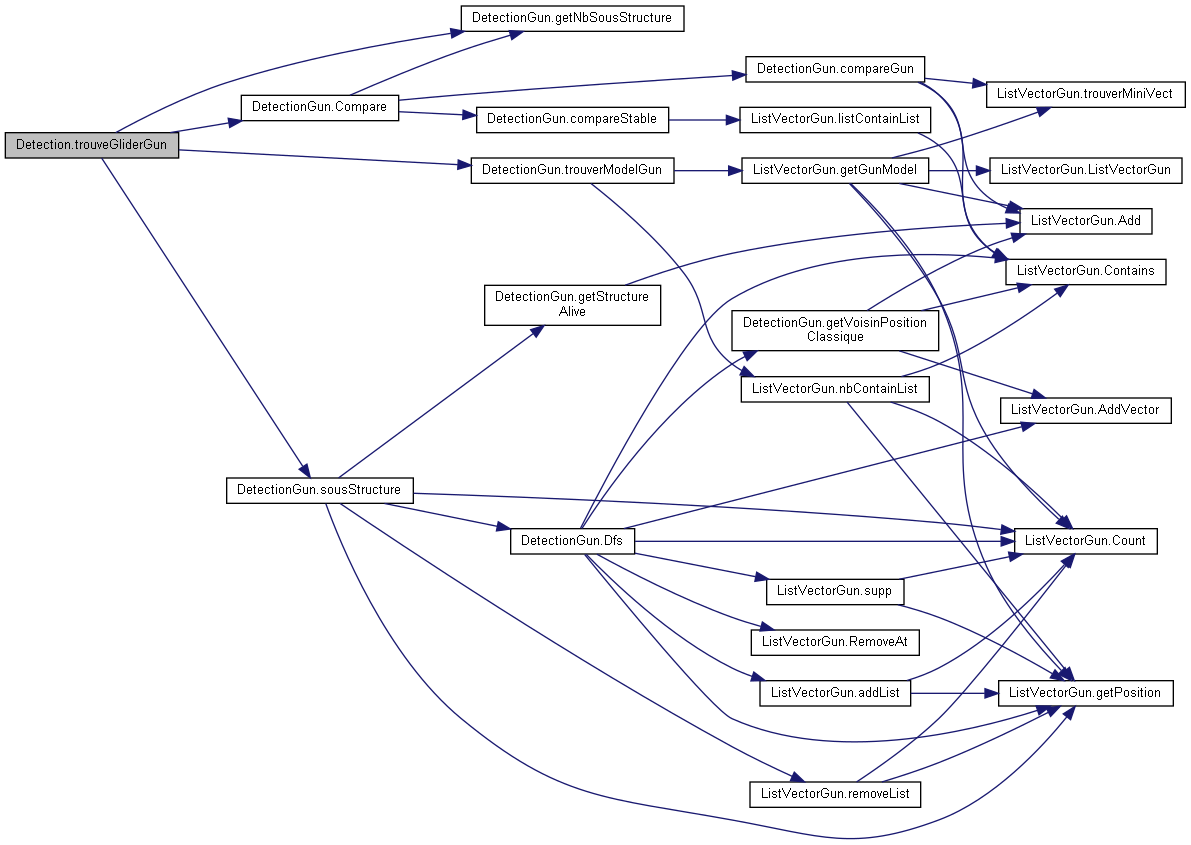 DetectionGun.getNbSousStructure
DetectionGun.compareGun
ListVectorGun.trouverMiniVect
DetectionGun.Compare
DetectionGun.compareStable
ListVectorGun.listContainList
Detection.trouveGliderGun
DetectionGun.trouverModelGun
ListVectorGun.getGunModel
ListVectorGun.ListVectorGun
ListVectorGun.Add
ListVectorGun.Contains
DetectionGun.getStructure
Alive
DetectionGun.getVoisinPosition
Classique
ListVectorGun.nbContainList
ListVectorGun.AddVector
DetectionGun.sousStructure
DetectionGun.Dfs
ListVectorGun.Count
ListVectorGun.supp
ListVectorGun.RemoveAt
ListVectorGun.addList
ListVectorGun.getPosition
ListVectorGun.removeList